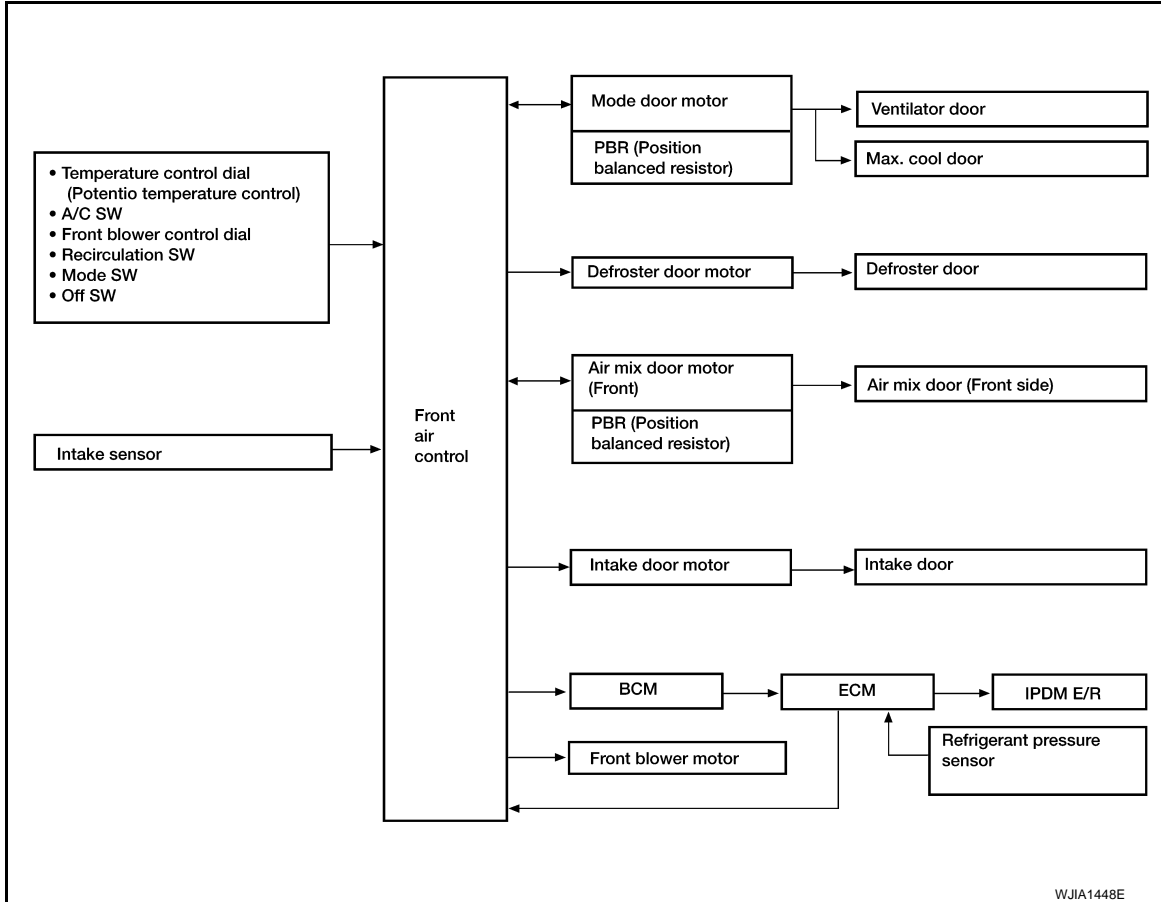 • Temperature control dial
(Potentio temperature control)
• A/C SW
• Front blower control dial
• Recirculation SW
• Mode SW
• Off SW
Intake sensor
Front
air
control
Mode door motor
PBR (Position
balanced resistor)
Ventilator door
Max. cool door
Defroster door motor
Defroster door
Air mix door motor
(Front)
PBR (Position
balanced resistor)
Air mix door (Front side)
Intake door motor
Intake door
BCM
ECM
IPDM E/R
Refrigerant pressure
sensor
Front blower motor
WJIA1448E